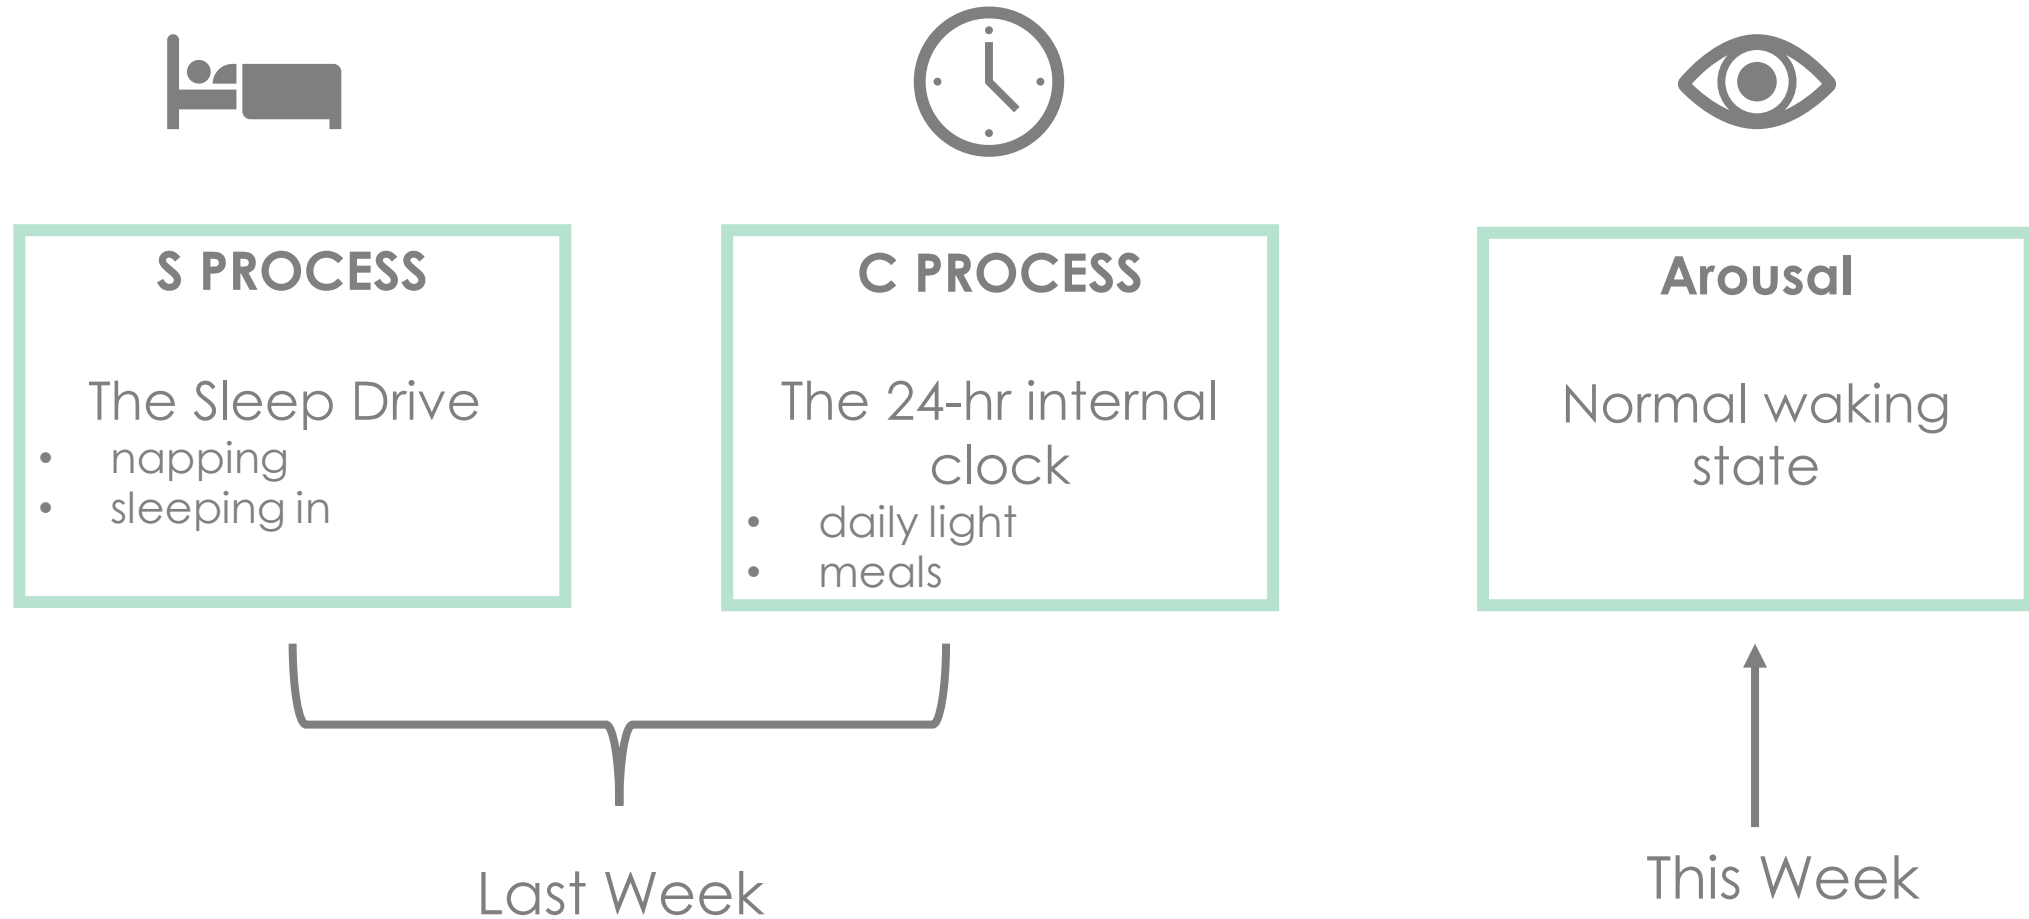 S PROCESS
The Sleep Drive
• napping
• sleeping in
C PROCESS
The 24-hr internal
clock
• daily light
• meals
Arousal
Normal waking
state
Last Week
This Week